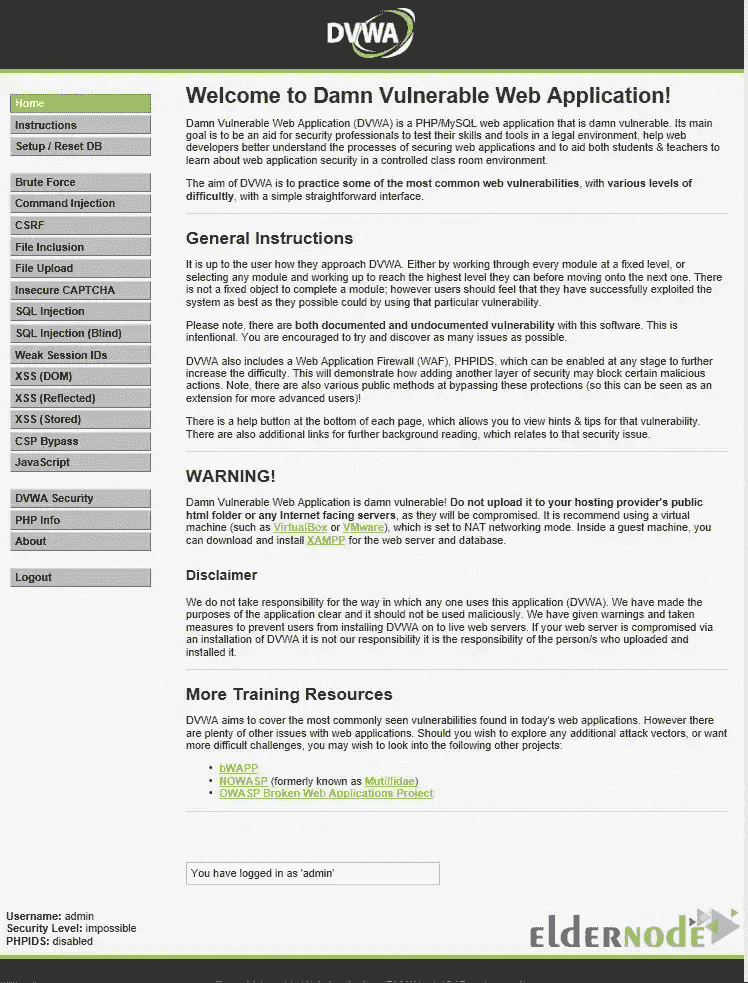 DVWA
Home
Instructions
Setup / Reset DB
Brute Force
Command Injection
CSRF
File Inclusion
File Upload
Insecure CAPTCHA
SQL Injection
SQL Injection (Blind)
Weak Session IDs
XSS (DOM)
XSS (Reflected)
XSS (Stored)
CSP Bypass
JavaScript
DVWA Security
PHP Info
About
Logout
Welcome to Damn Vulnerable Web Application!
Damn Vulnerable Web Application (DVWA) is a PHP/MySQL web application that is damn vulnerable. Its main
goal is to be an aid for security professionals to test their skills and tools in a legal environment, help web
developers better understand the processes of securing web applications and to aid both students & teachers to
learn about web application security in a controlled class room environment.
The aim of DVWA is to practice some of the most common web vulnerabilities, with various levels of
difficultly, with a simple straightforward interface.
General Instructions
It is up to the user how they approach DVWA. Either by working through every module at a fixed level, or
selecting any module and working up to reach the highest level they can before moving onto the next one. There
is not a fixed object to complete a module; however users should feel that they have successfully exploited the
system as best as they possible could by using that particular vulnerability.
Please note, there are both documented and undocumented vulnerability with this software. This is
intentional. You are encouraged to try and discover as many issues as possible.
DVWA also includes a Web Application Firewall (WAF), PHPIDS, which can be enabled at any stage to further
increase the difficulty. This will demonstrate how adding another layer of security may block certain malicious
actions. Note, there are also various public methods at bypassing these protections (so this can be seen as an
extension for more advanced users)!
There is a help button at the bottom of each page, which allows you to view hints & tips for that vulnerability.
There are also additional links for further background reading, which relates to that security issue.
WARNING!
Damn Vulnerable Web Application is damn vulnerable! Do not upload it to your hosting provider's public
html folder or any Internet facing servers, as they will be compromised. It is recommend using a virtual
machine (such as VirtualBox or VMware), which is set to NAT networking mode. Inside a guest machine, you
can download and install XAMPP for the web server and database.
Disclaimer
We do not take responsibility for the way in which any one uses this application (DVWA). We have made the
purposes of the application clear and it should not be used maliciously. We have given warnings and taken
measures to prevent users from installing DVWA on to live web servers. If your web server is compromised via
an installation of DVWA it is not our responsibility it is the responsibility of the person/s who uploaded and
installed it.
More Training Resources
DVWA aims to cover the most commonly seen vulnerabilities found in today's web applications. However there
are plenty of other issues with web applications. Should you wish to explore any additional attack vectors, or want
more difficult challenges, you may wish to look into the following other projects:
• bWAPP
• NOWASP (formerly known as Mutillidae)
• OWASP Broken Web Applications Project
You have logged in as 'admin'
Username: admin
Security Level: impossible
PHPIDS: disabled
ELDERNODE